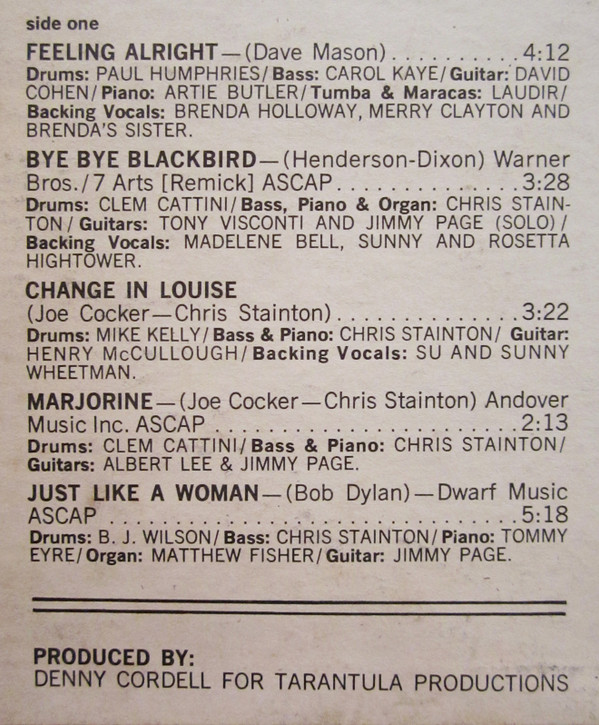 side one
FEELING ALRIGHT—(Dave Mason) . . . . . . . . . . 4:12
Drums: PAUL HUMPHRIES/Bass: CAROL KAYE/Guitar: DAVID
COHEN/Piano: ARTIE BUTLER/Tumba & Maracas: LAUDIR/
Backing Vocals: BRENDA HOLLOWAY, MERRY CLAYTON AND
BRENDA'S SISTER.
BYE BYE BLACKBIRD—(Henderson-Dixon) Warner
Bros./7 Arts [Remick] ASCAP. . . . . . . . . . . . . . 3:28
Drums: CLEM CATTINI/Bass, Piano & Organ: CHRIS STAIN-
TON/Guitars: TONY VISCONTI AND JIMMY PAGE (SOLO)/
Backing Vocals: MADELENE BELL, SUNNY AND ROSETTA
HIGHTOWER.
CHANGE IN LOUISE
(Joe Cocker—Chris Stainton) . . . . . . . . . . . . . . 3:22
Drums: MIKE KELLY/Bass & Piano: CHRIS STAINTON/ Guitar:
HENRY McCULLOUGH/Backing Vocals: SU AND SUNNY
WHEETMAN.
MARJORINE—(Joe Cocker—Chris Stainton) Andover
Music Inc. ASCAP . . . . . . . . . . . . . . . . . . . . . . . 2:13
Drums: CLEM CATTINI/Bass & Piano: CHRIS STAINTON/
Guitars: ALBERT LEE & JIMMY PAGE.
JUST LIKE A WOMAN—(Bob Dylan)—Dwarf Music
ASCAP . . . . . . . . . . . . . . . . . . . . . . . . . . . . . . . 5:18
Drums: B. J. WILSON/Bass: CHRIS STAINTON/Piano: TOMMY
EYRE/Organ: MATTHEW FISHER/Guitar: JIMMY PAGE.
PRODUCED BY:
DENNY CORDELL FOR TARANTULA PRODUCTIONS